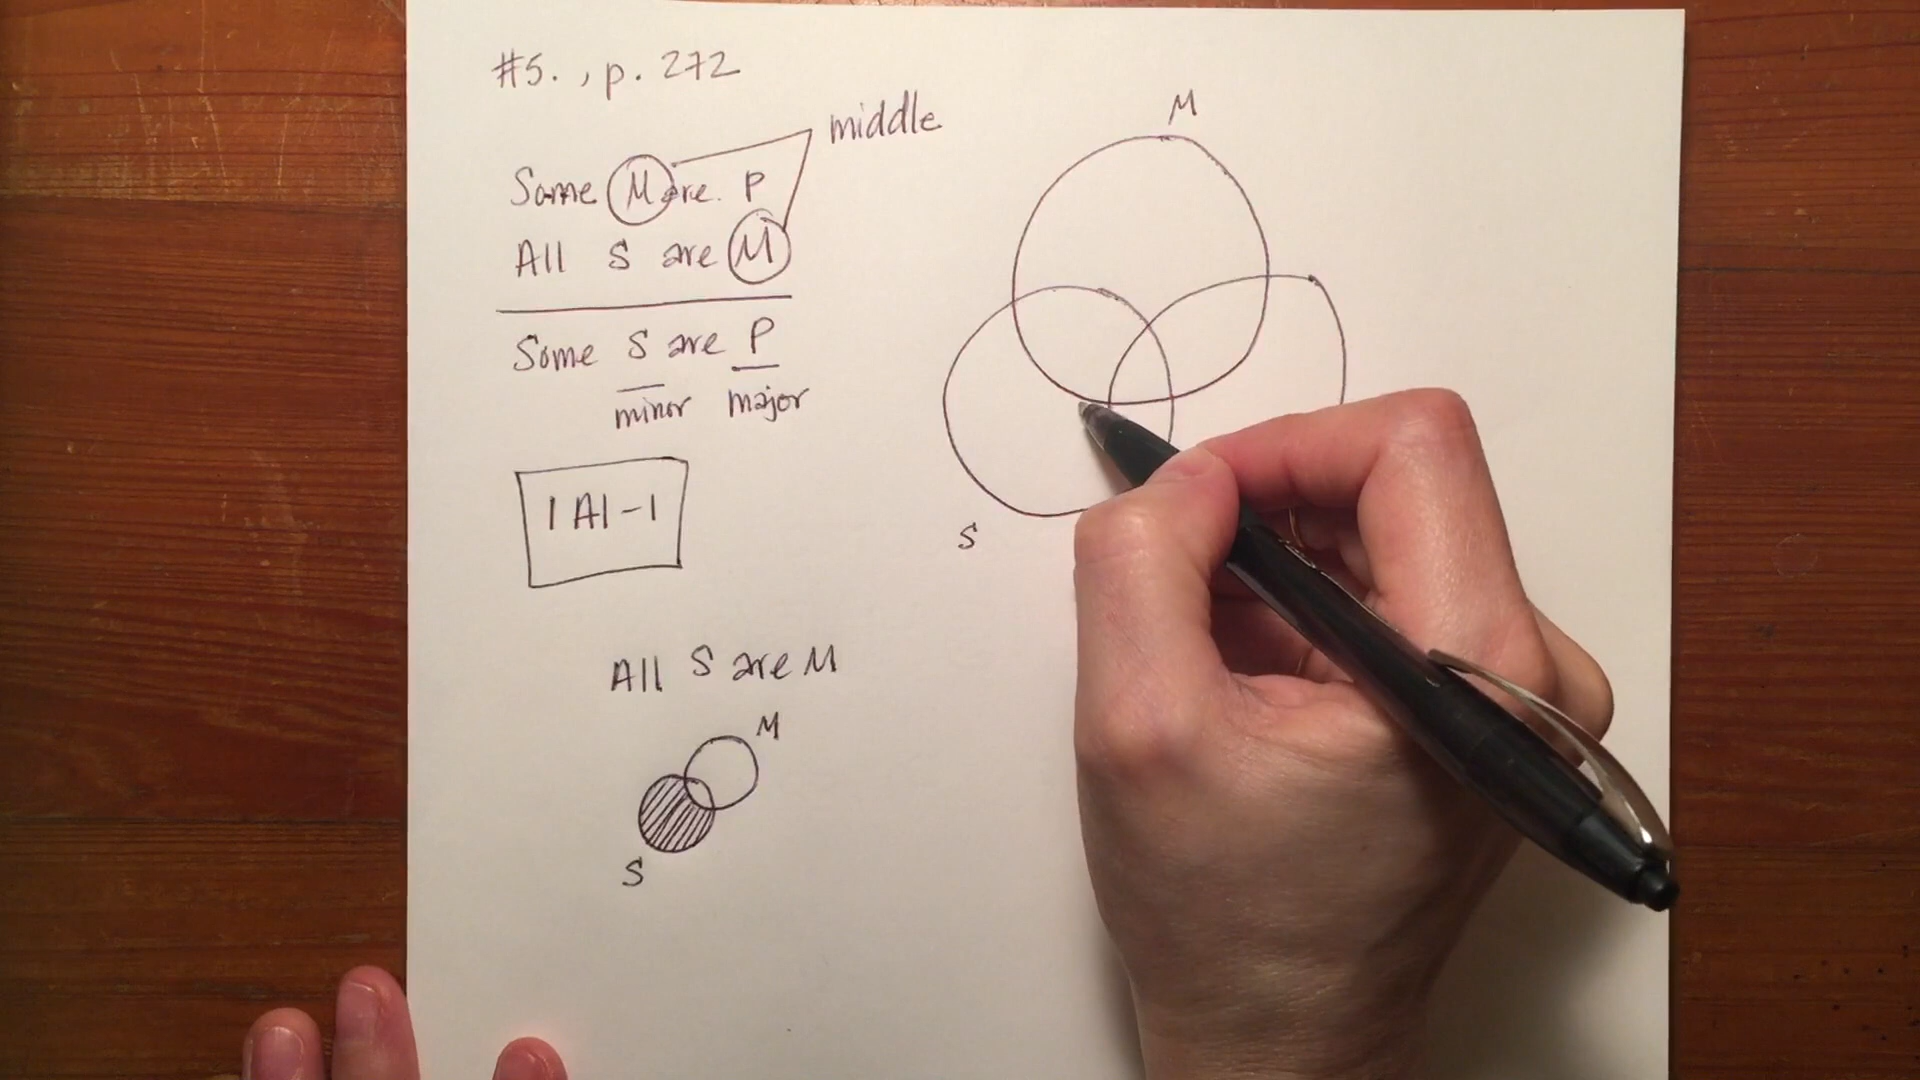 #5., p. 272
middle
Some M are. P
All S are M
Some S are P
minor major
IAI-1
All S are M
M
S
M
S